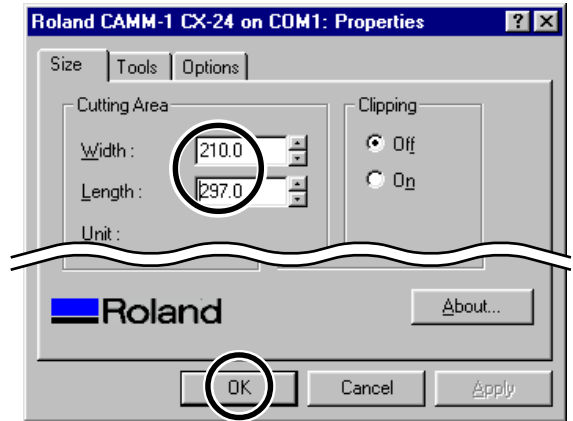 Roland CAMM-1 CX-24 on COM1: Properties ? ×
Size Tools Options
Cutting Area Clipping
Width : 210.0 Off
Length : 297.0 On
Unit :
Roland About...
OK Cancel Apply